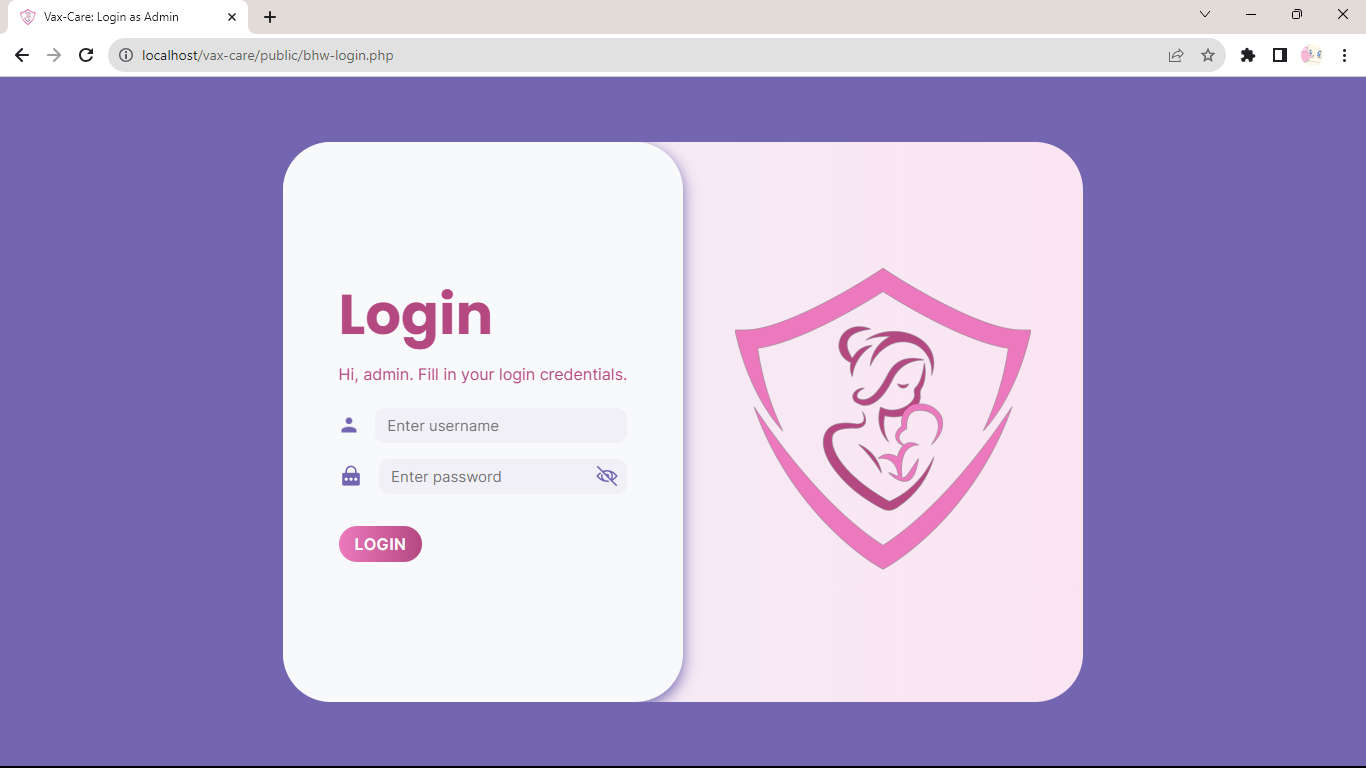 Vax-Care: Login as Admin
localhost/vax-care/public/bhw-login.php
Login
Hi, admin. Fill in your login credentials.
Enter username
Enter password
LOGIN